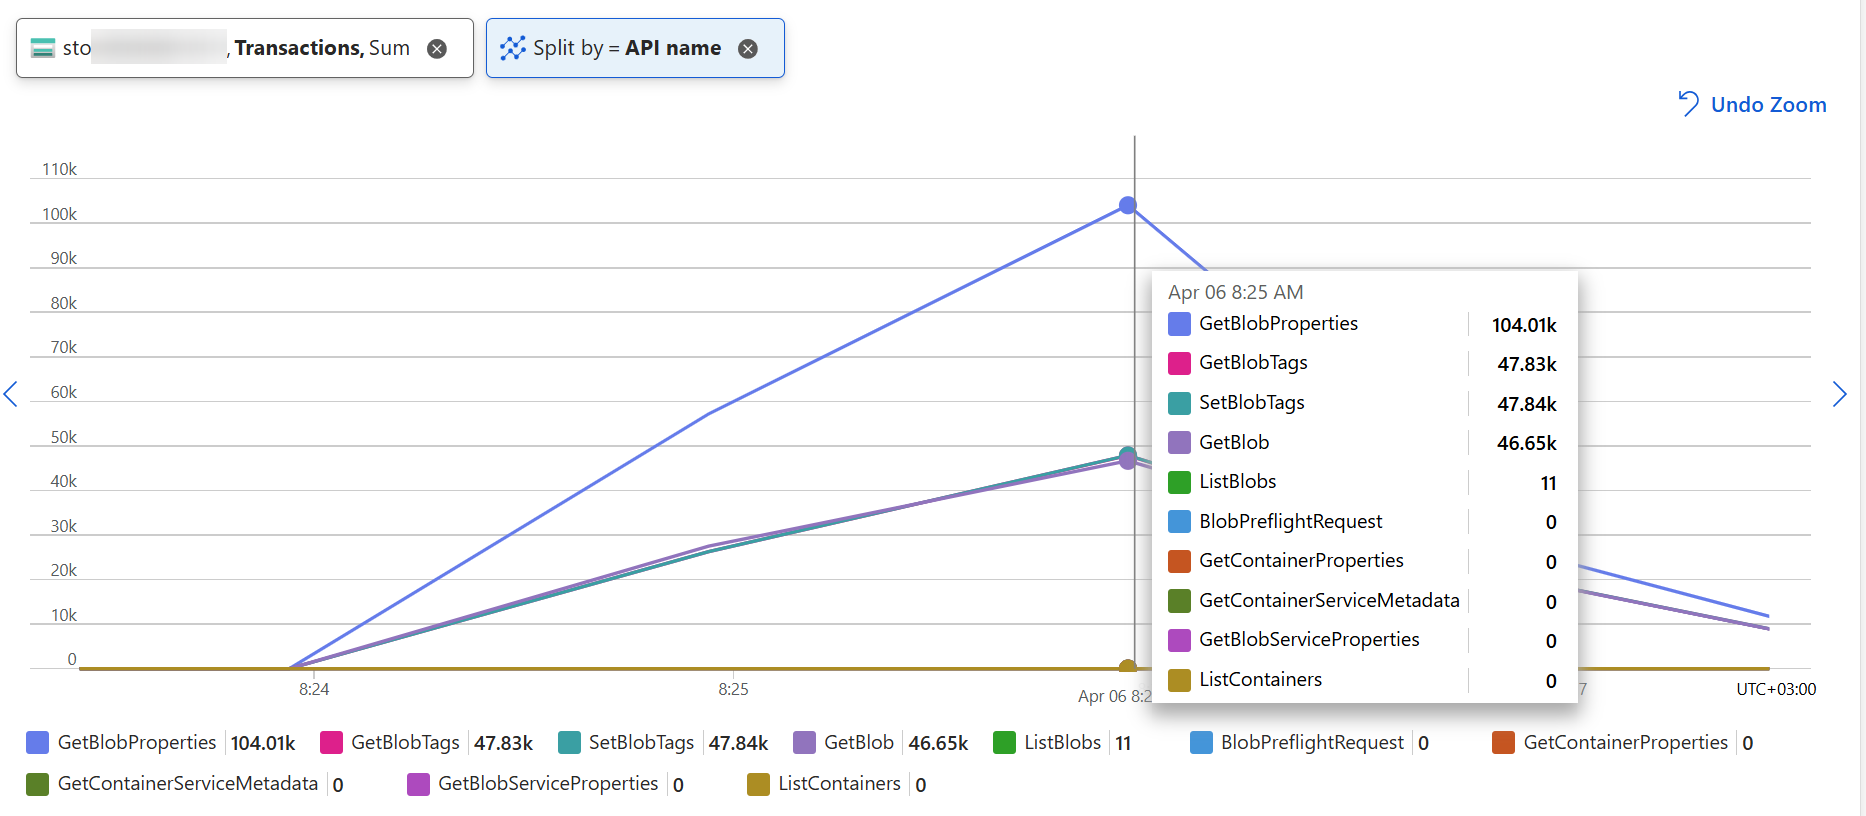 sto , Transactions, Sum
Split by = API name
Undo Zoom
110k
100k
90k
80k
70k
60k
50k
40k
30k
20k
10k
0
Apr 06 8:25 AM
GetBlobProperties 104.01k
GetBlobTags 47.83k
SetBlobTags 47.84k
GetBlob 46.65k
ListBlobs 11
BlobPreflightRequest 0
GetContainerProperties 0
GetContainerServiceMetadata 0
GetBlobServiceProperties 0
ListContainers 0
8:24 8:25 Apr 06 8:2 7 UTC+03:00
GetBlobProperties 104.01k GetBlobTags 47.83k SetBlobTags 47.84k GetBlob 46.65k ListBlobs 11 BlobPreflightRequest 0 GetContainerProperties 0
GetContainerServiceMetadata 0 GetBlobServiceProperties 0 ListContainers 0